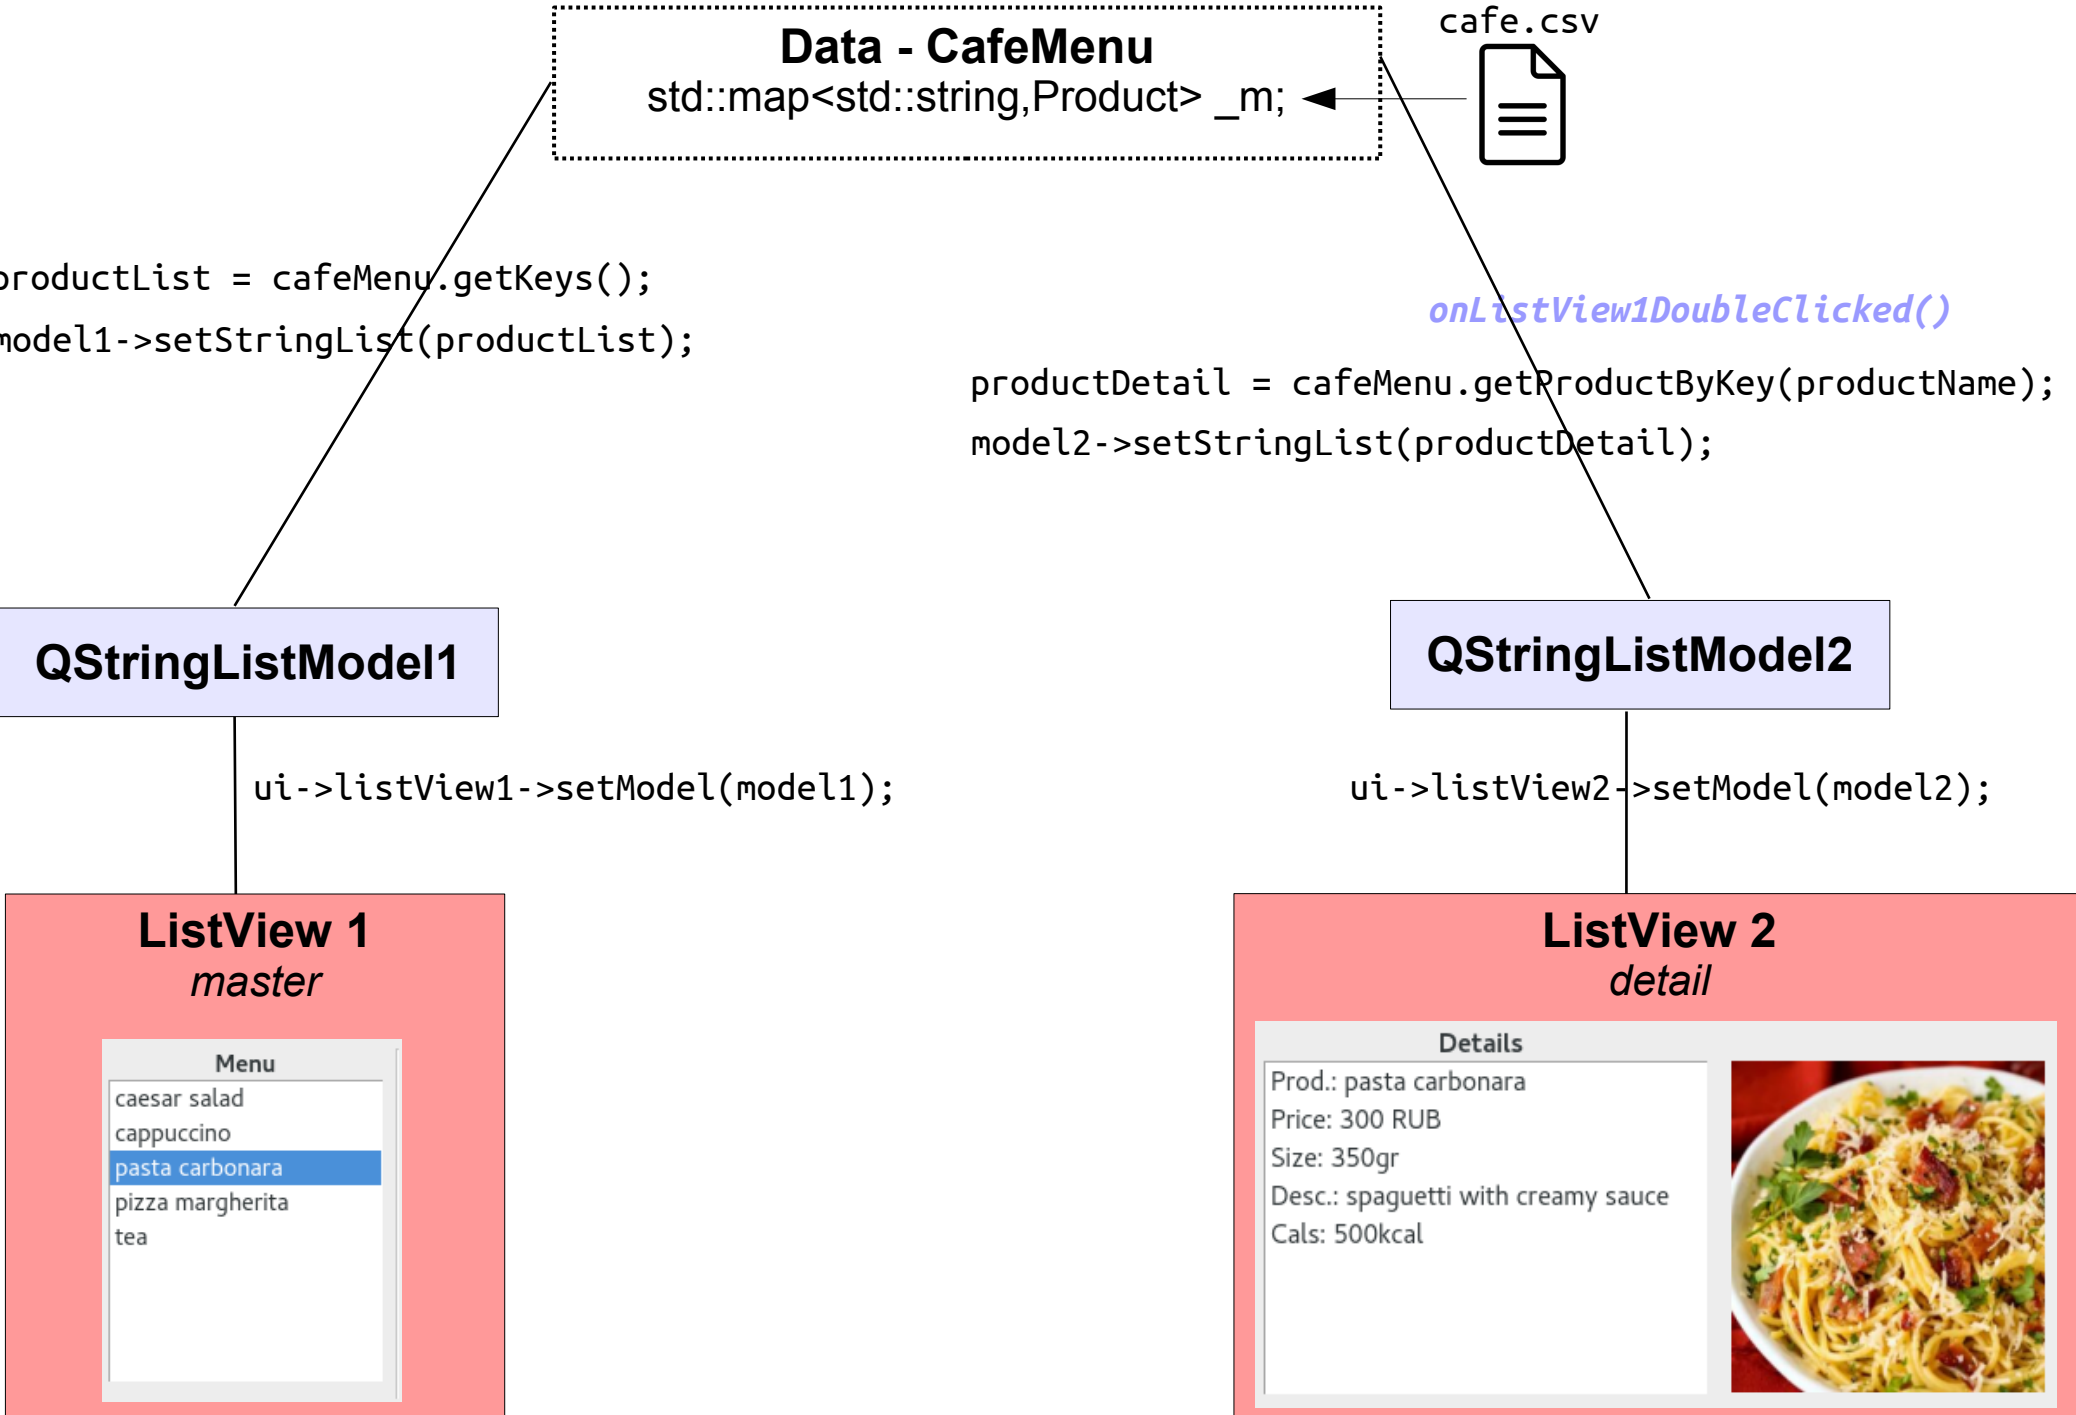 cafe.csv
Data - CafeMenu
std::map<std::string,Product> _m;
productList = cafeMenu.getKeys();
model1->setStringList(productList);
onListView1DoubleClicked()
productDetail = cafeMenu.getProductByKey(productName);
model2->setStringList(productDetail);
QStringListModel1
QStringListModel2
ui->listView1->setModel(model1);
ui->listView2->setModel(model2);
ListView 1
master
Menu
caesar salad
cappuccino
pasta carbonara
pizza margherita
tea
ListView 2
detail
Details
Prod.: pasta carbonara
Price: 300 RUB
Size: 350gr
Desc.: spaguetti with creamy sauce
Cals: 500kcal